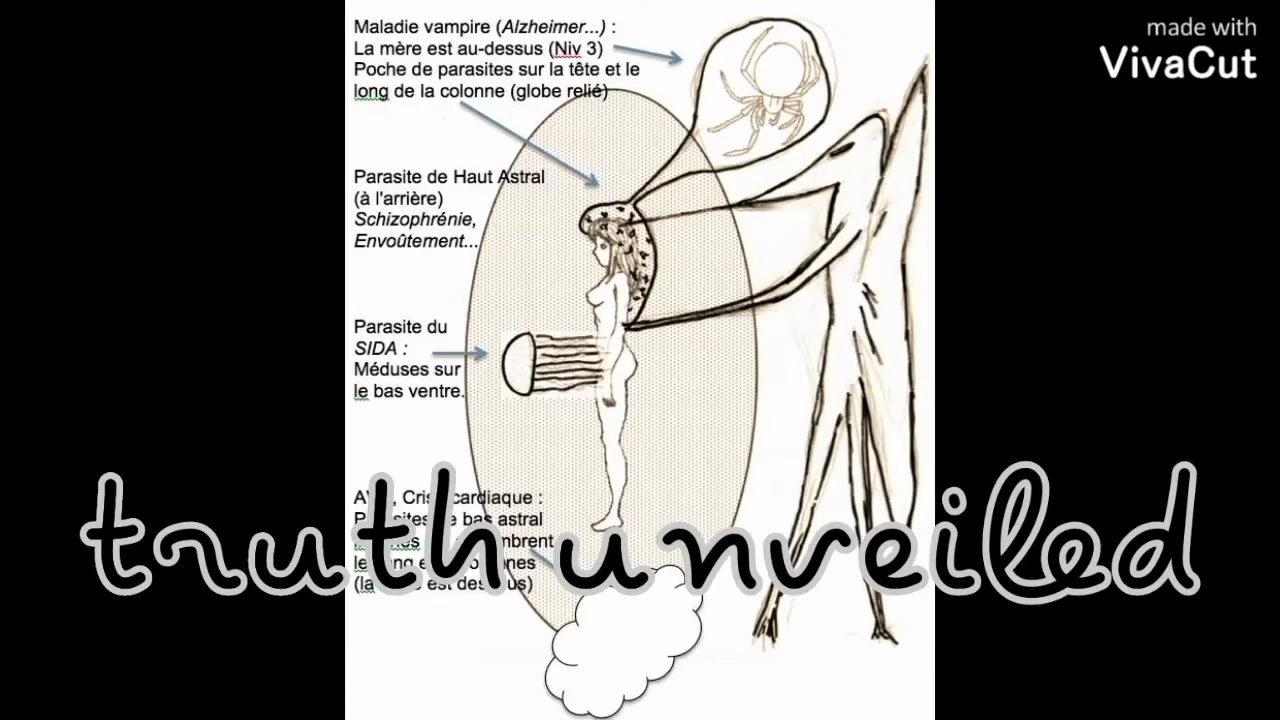 made with
VivaCut
Maladie vampire (Alzheimer...) :
La mère est au-dessus (Niv 3)
Poche de parasites sur la tête et le
long de la colonne (globe relié)
Parasite de Haut Astral
(à l'arrière)
Schizophrénie,
Envoûtement...
Parasite du
SIDA :
Méduses sur
le bas ventre.
cardiaque :
bas astral
le
(la
truth unveiled